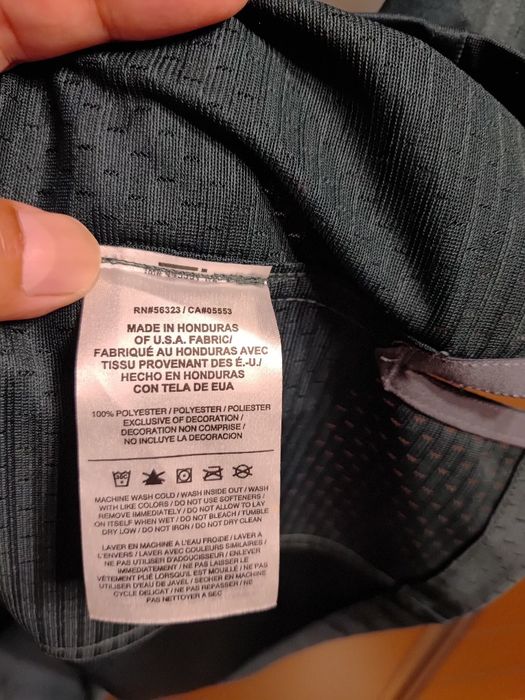 RN#56323 / CA#05553
MADE IN HONDURAS
OF U.S.A. FABRIC/
FABRIQUÉ AU HONDURAS AVEC
TISSU PROVENANT DES É.-U./
HECHO EN HONDURAS
CON TELA DE EUA
100% POLYESTER / POLYESTER / POLIESTER
EXCLUSIVE OF DECORATION /
DECORATION NON COMPRISE /
NO INCLUYE LA DECORACION
MACHINE WASH COLD / WASH INSIDE OUT / WASH
WITH LIKE COLORS / DO NOT USE SOFTENERS /
REMOVE IMMEDIATELY / DO NOT ALLOW TO LAY
ON ITSELF WHEN WET / DO NOT BLEACH / TUMBLE
DRY LOW / DO NOT IRON / DO NOT DRY CLEAN
LAVER EN MACHINE A L'EAU FROIDE / LAVER A
L'ENVERS / LAVER AVEC COULEURS SIMILAIRES /
NE PAS UTILISER D'ADOUCISSEUR / ENLEVER
IMMEDIATEMENT / NE PAS LAISSER LE
VÊTEMENT PLIÉ LORSQU'IL EST MOUILLÉ / NE PAS
UTILISER D'EAU DE JAVEL / SECHER EN MACHINE
CYCLE DELICAT / NE PAS REPASSER / NE
PAS NETTOYER A SEC